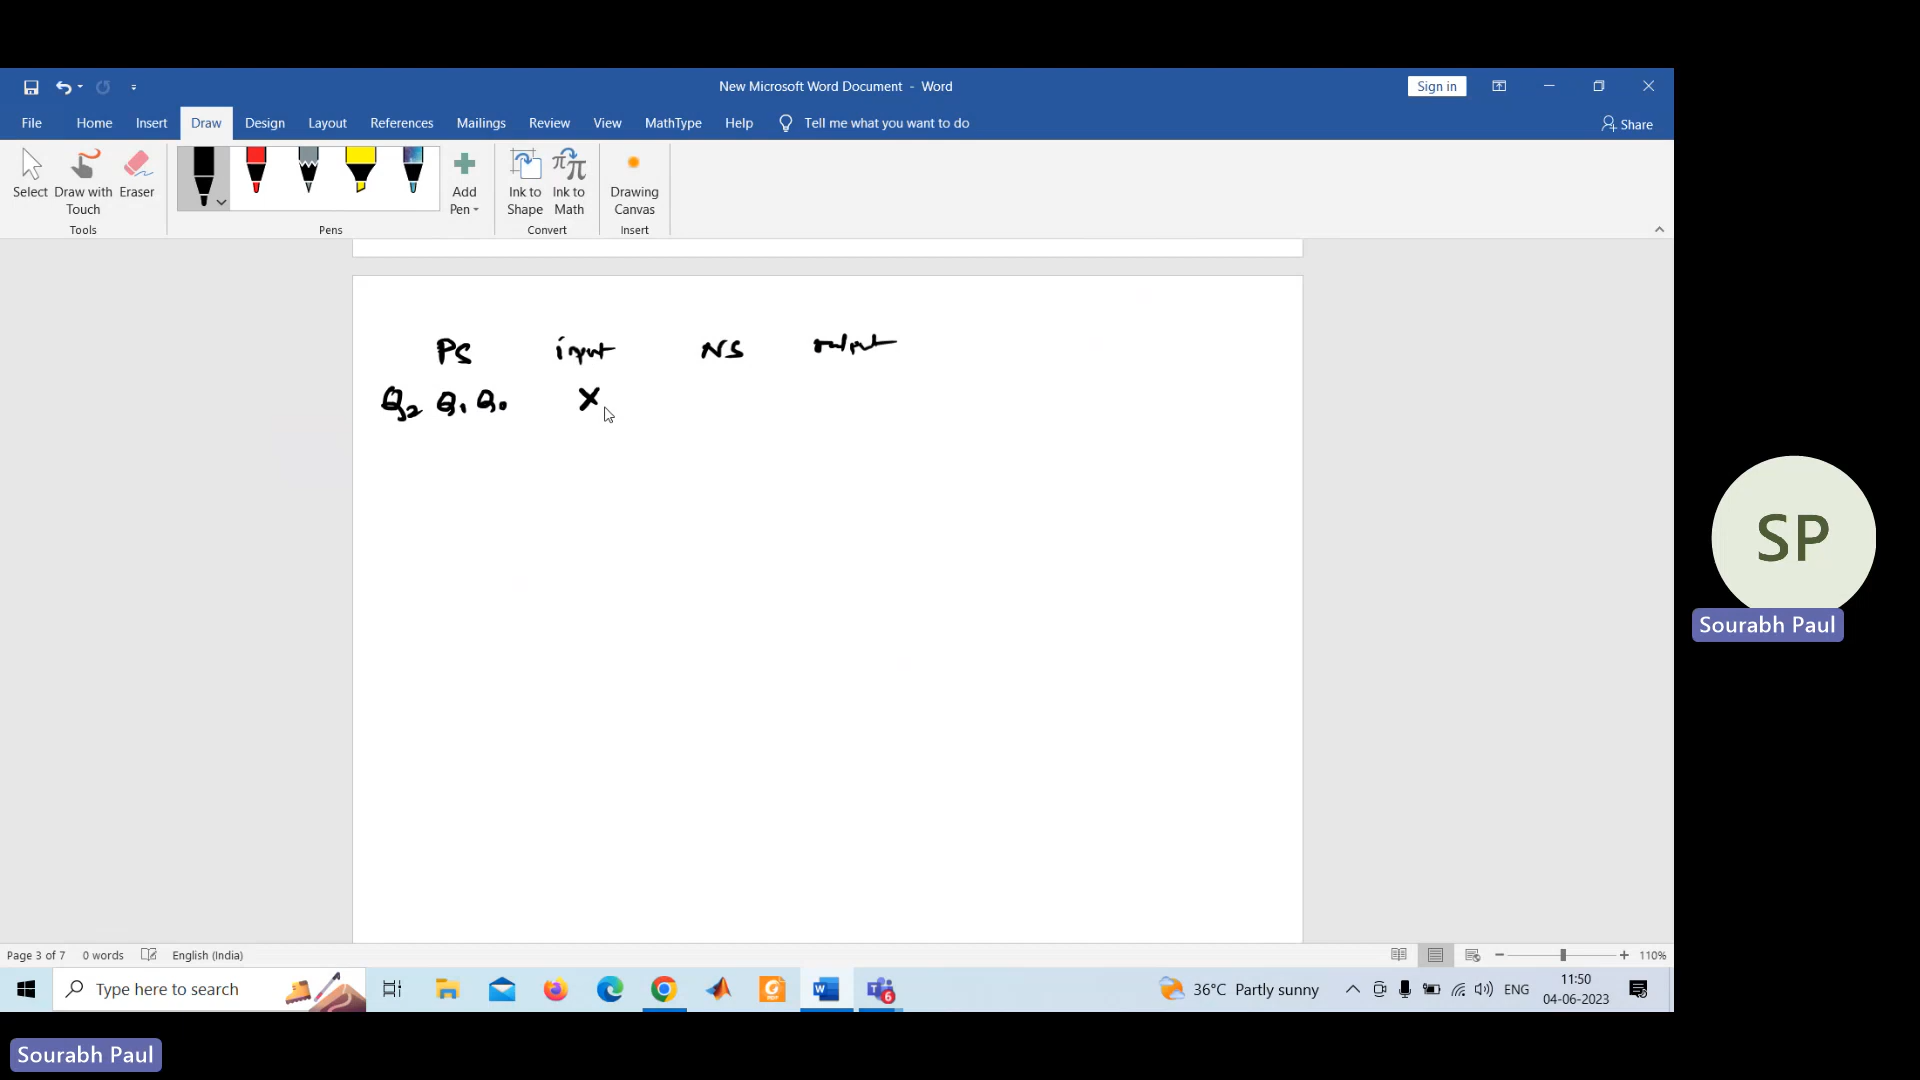 New Microsoft Word Document - Word
Sign in
File Home Insert Draw Design Layout References Mailings Review View MathType Help Tell me what you want to do
Share
Select Draw with Touch Eraser
Add Pen
Ink to Shape Ink to Math
Drawing Canvas
Tools Pens Convert Insert
PS input NS output
Q₂ Q₁ Q₀ X
SP
Sourabh Paul
Page 3 of 7 0 words English (India) 110%
Type here to search
6
36°C Partly sunny
ENG
11:50
04-06-2023
Sourabh Paul